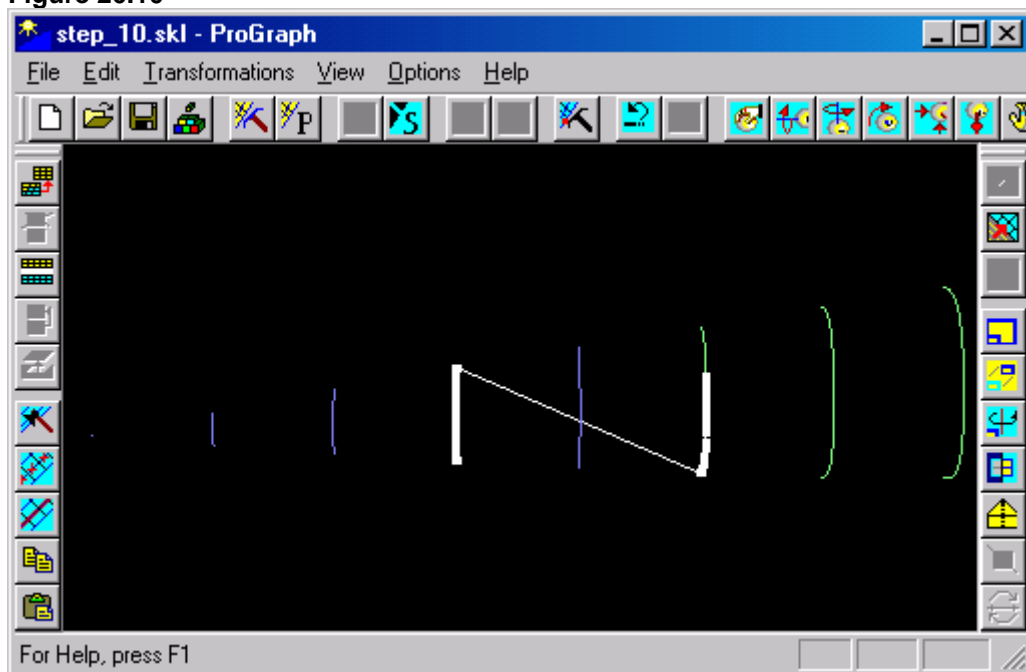 step_10.skl - ProGraph
File Edit Transformations View Options Help
P S
For Help, press F1